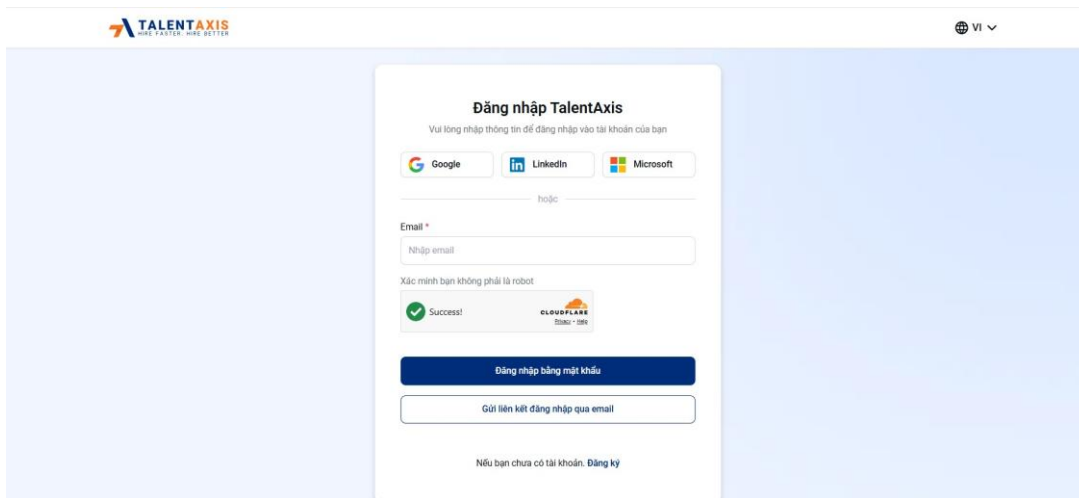 TALENTAXIS
HIRE FASTER. HIRE BETTER
VI
Đăng nhập TalentAxis
Vui lòng nhập thông tin để đăng nhập vào tài khoản của bạn
Google
LinkedIn
Microsoft
hoặc
Email *
Nhập email
Xác minh bạn không phải là robot
Success!
CLOUDFLARE
Privacy • Help
Đăng nhập bằng mật khẩu
Gửi liên kết đăng nhập qua email
Nếu bạn chưa có tài khoản. Đăng ký